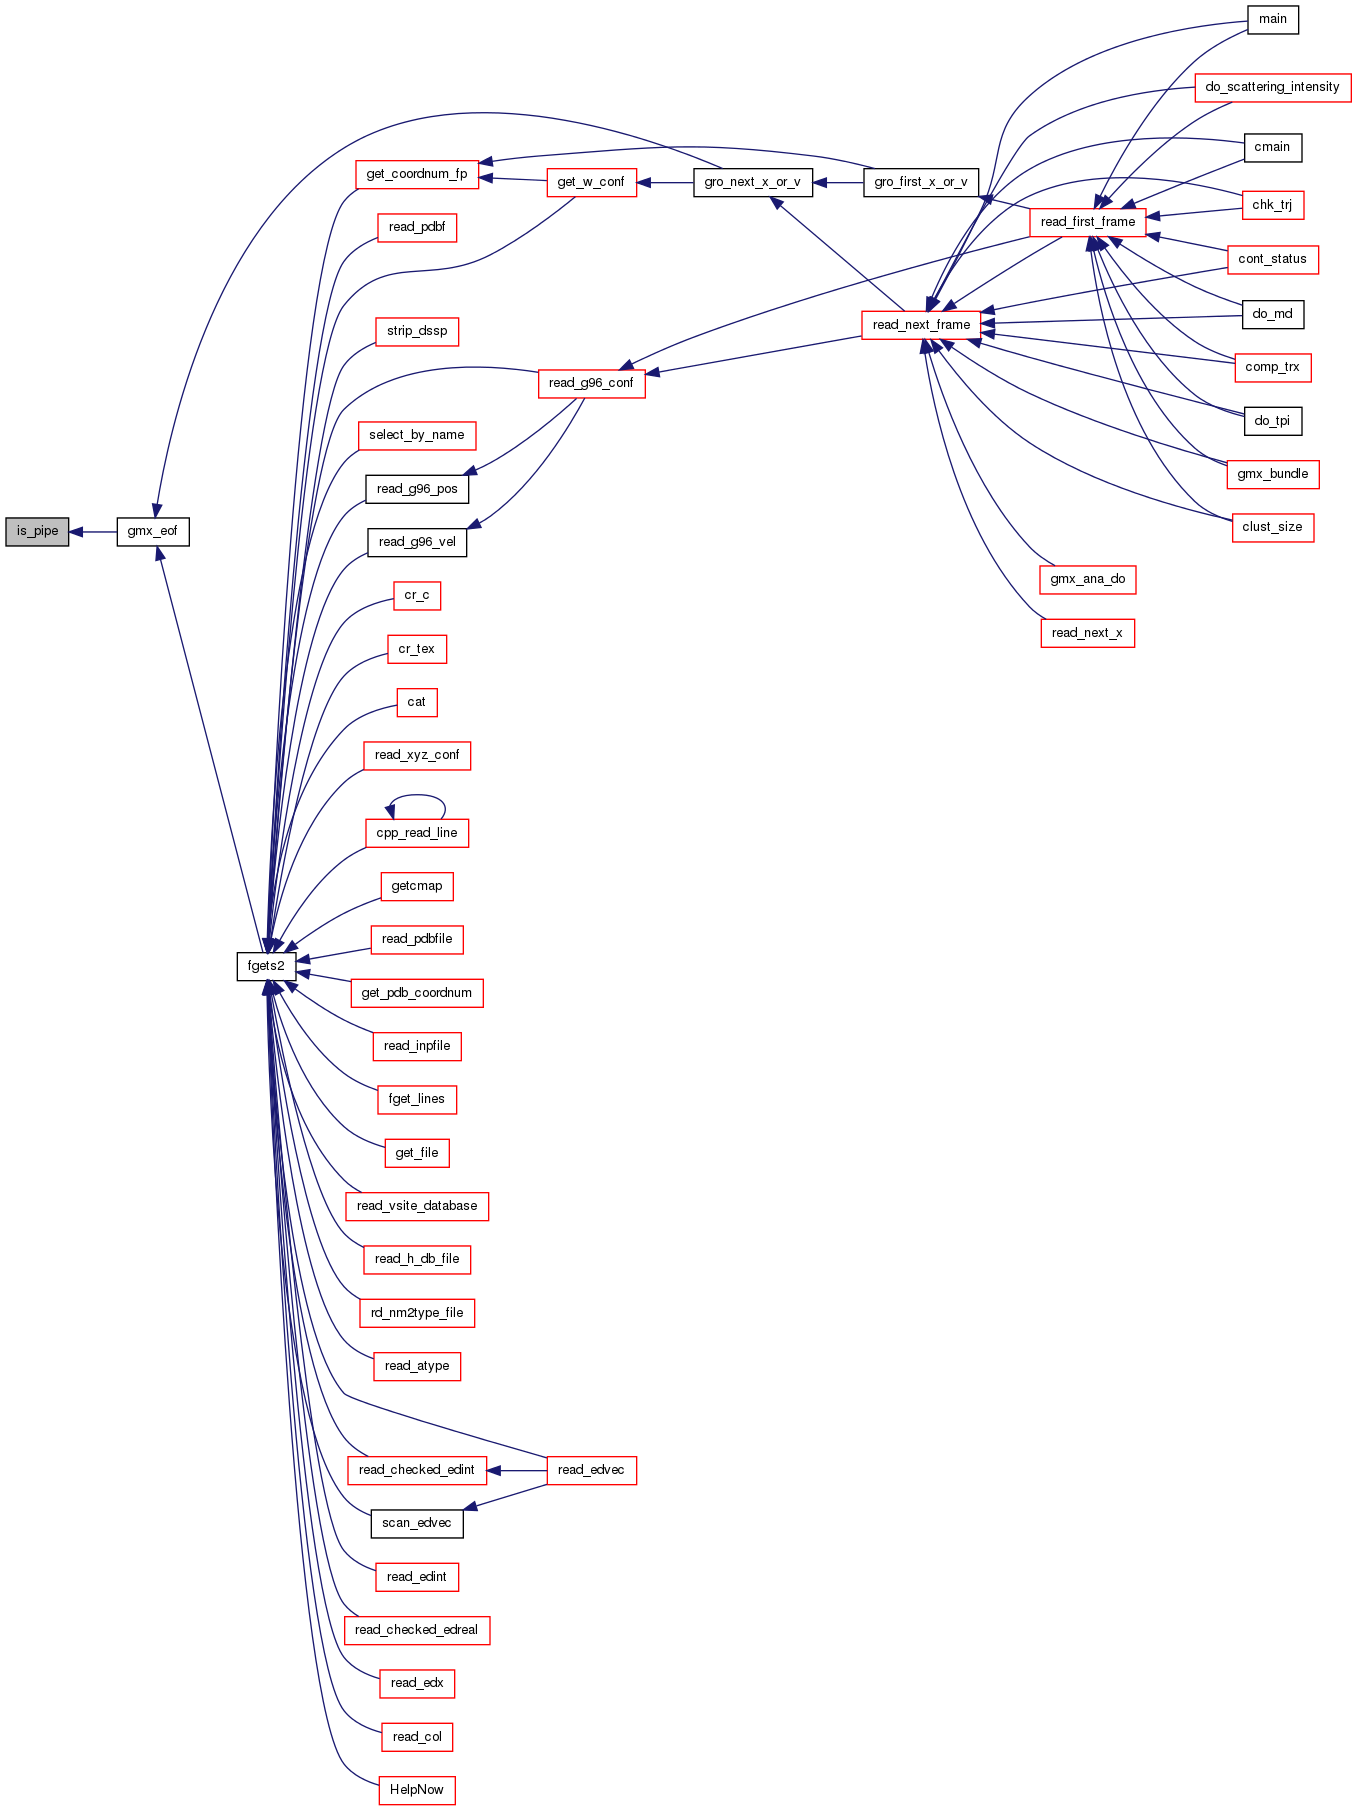 main
do_scattering_intensity
cmain
get_coordnum_fp
get_w_conf
gro_next_x_or_v
gro_first_x_or_v
chk_trj
read_first_frame
read_pdbf
cont_status
do_md
strip_dssp
read_next_frame
comp_trx
read_g96_conf
do_tpi
select_by_name
gmx_bundle
read_g96_pos
clust_size
is_pipe
gmx_eof
read_g96_vel
gmx_ana_do
cr_c
read_next_x
cr_tex
cat
read_xyz_conf
cpp_read_line
getcmap
read_pdbfile
fgets2
get_pdb_coordnum
read_inpfile
fget_lines
get_file
read_vsite_database
read_h_db_file
rd_nm2type_file
read_atype
read_checked_edint
read_edvec
scan_edvec
read_edint
read_checked_edreal
read_edx
read_col
HelpNow